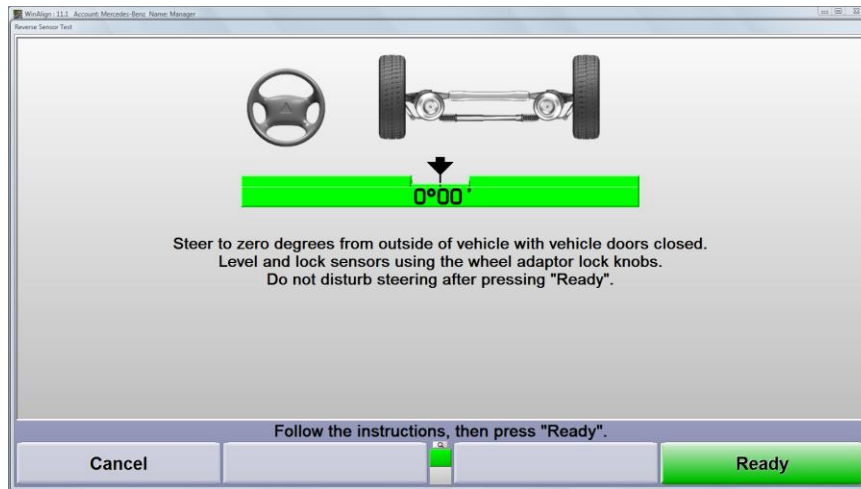 WinAlign : 11.1 Account: Mercedes-Benz Name: Manager
Reverse Sensor Test
0°00'
Steer to zero degrees from outside of vehicle with vehicle doors closed.
Level and lock sensors using the wheel adaptor lock knobs.
Do not disturb steering after pressing "Ready".
Follow the instructions, then press "Ready".
Cancel
Ready